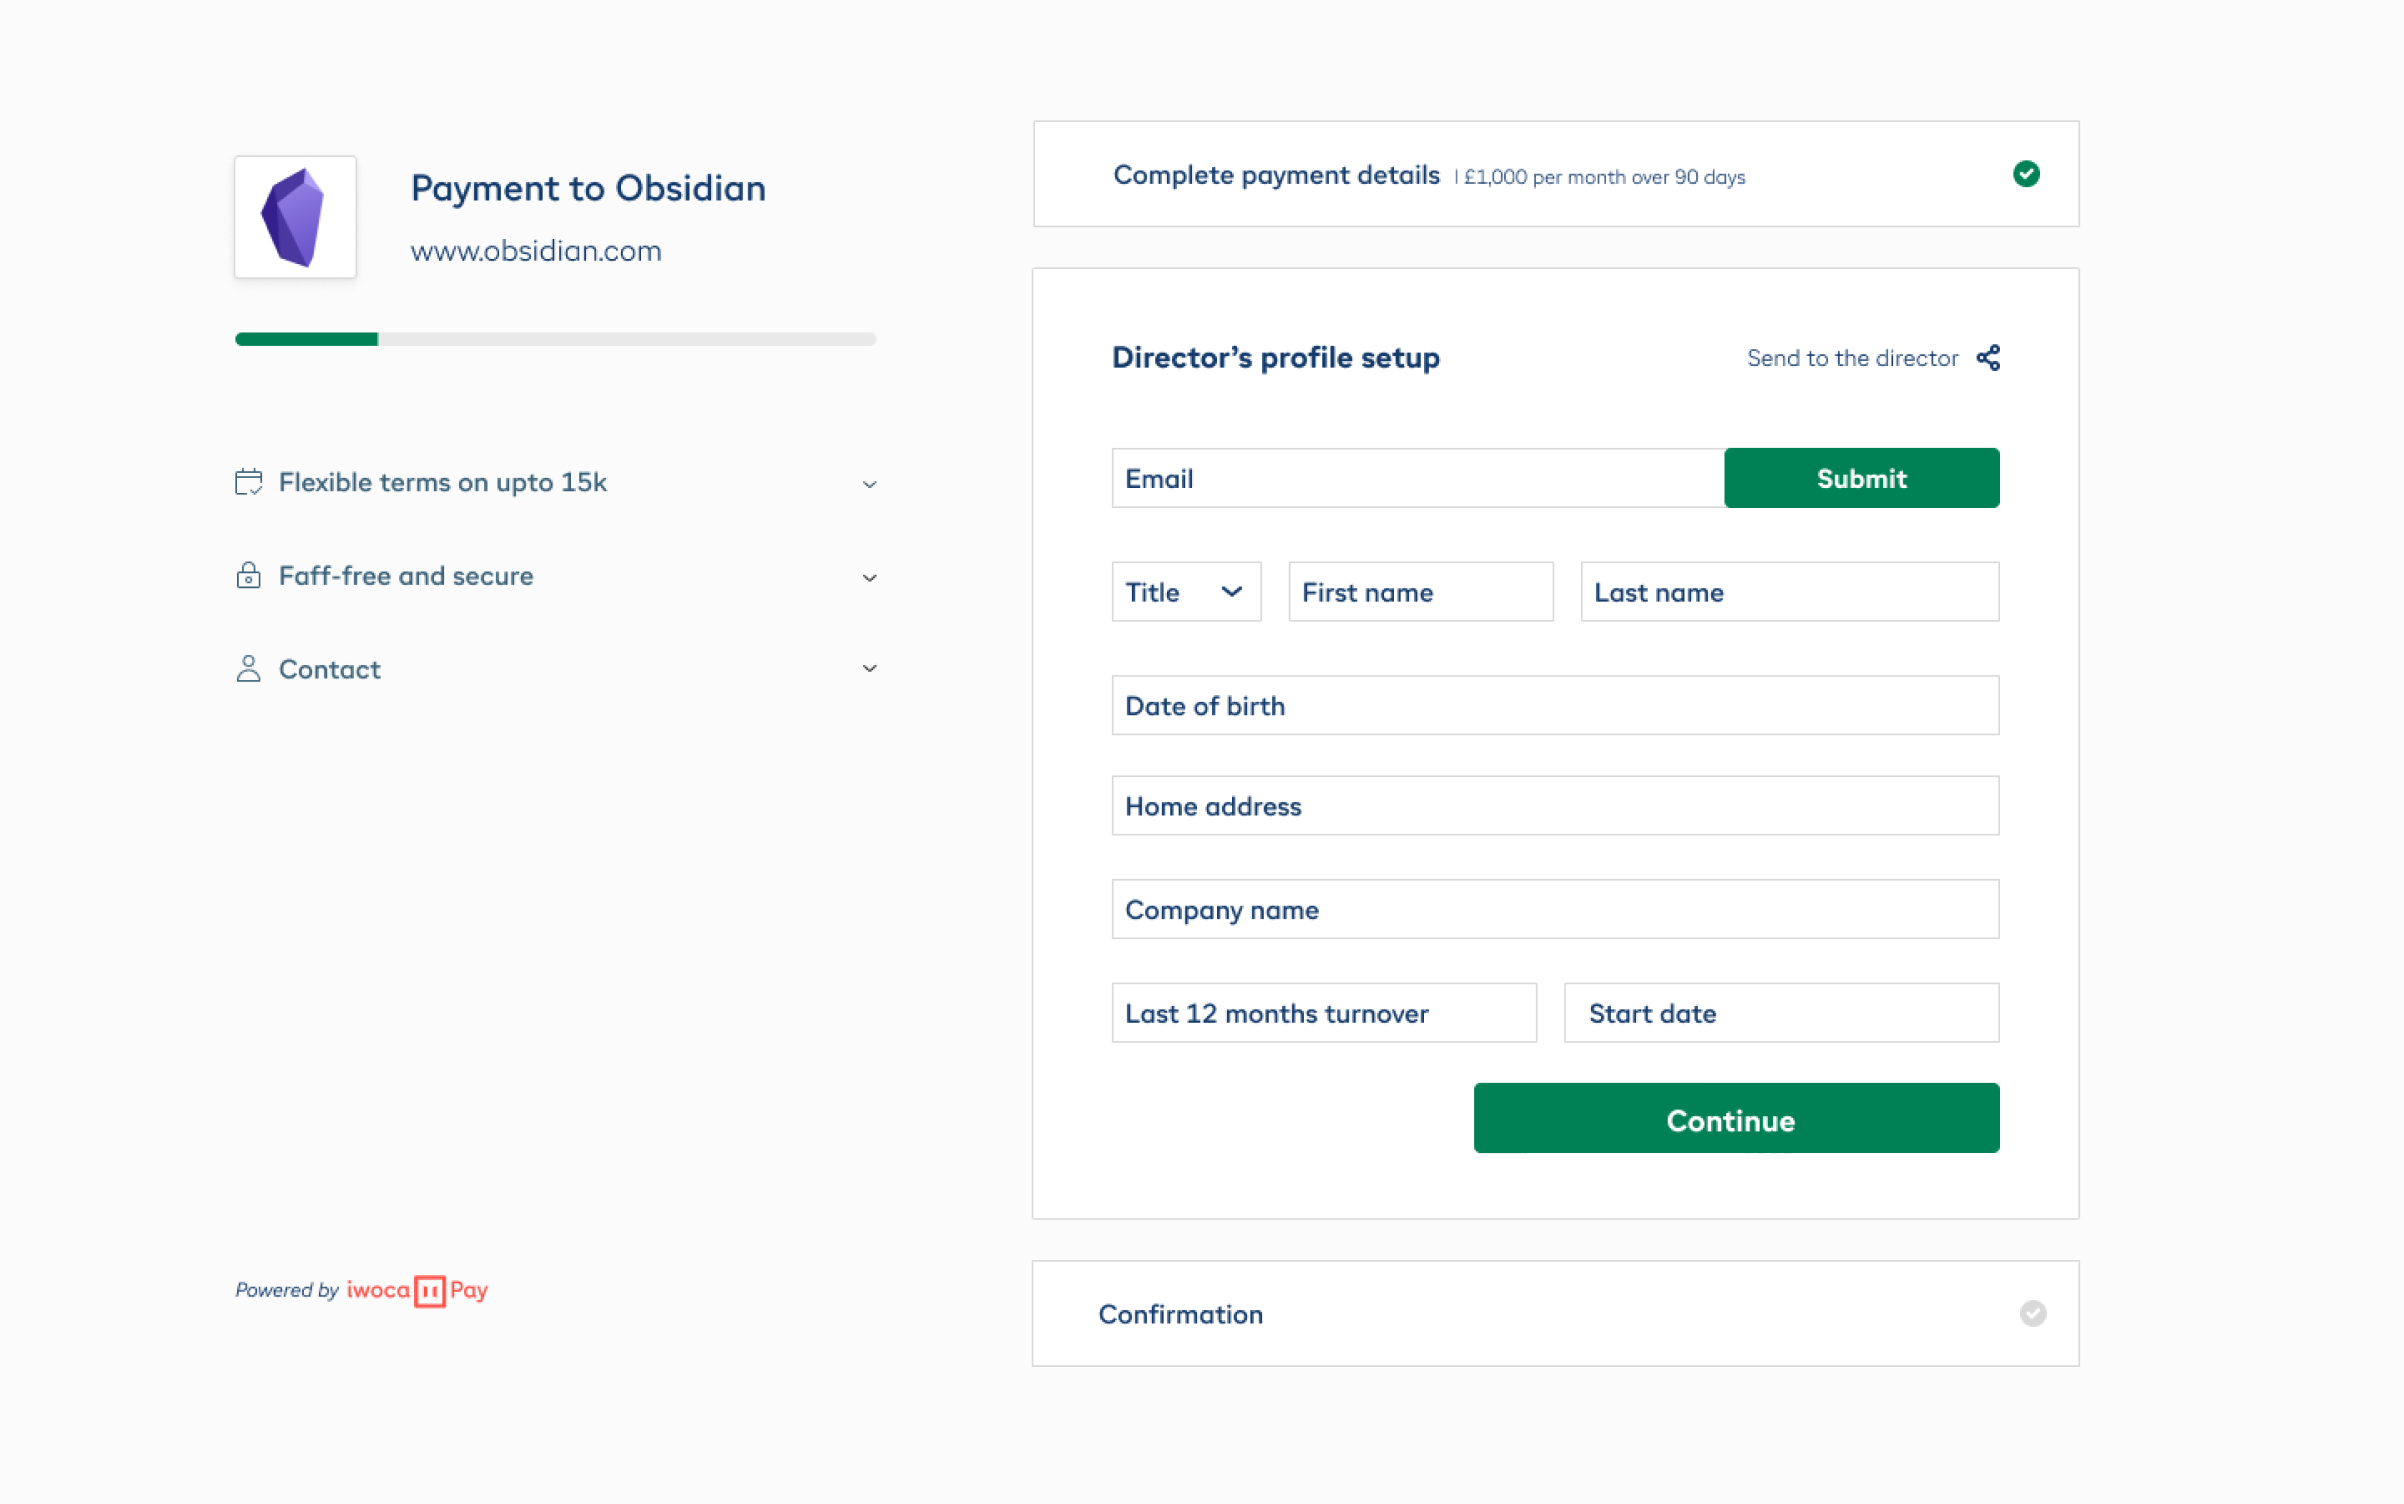 Payment to Obsidian
www.obsidian.com
Flexible terms on upto 15k
Faff-free and secure
Contact
Powered by iwoca Pay
Complete payment details | £1,000 per month over 90 days
Director’s profile setup
Send to the director
Email
Submit
Title
First name
Last name
Date of birth
Home address
Company name
Last 12 months turnover
Start date
Continue
Confirmation